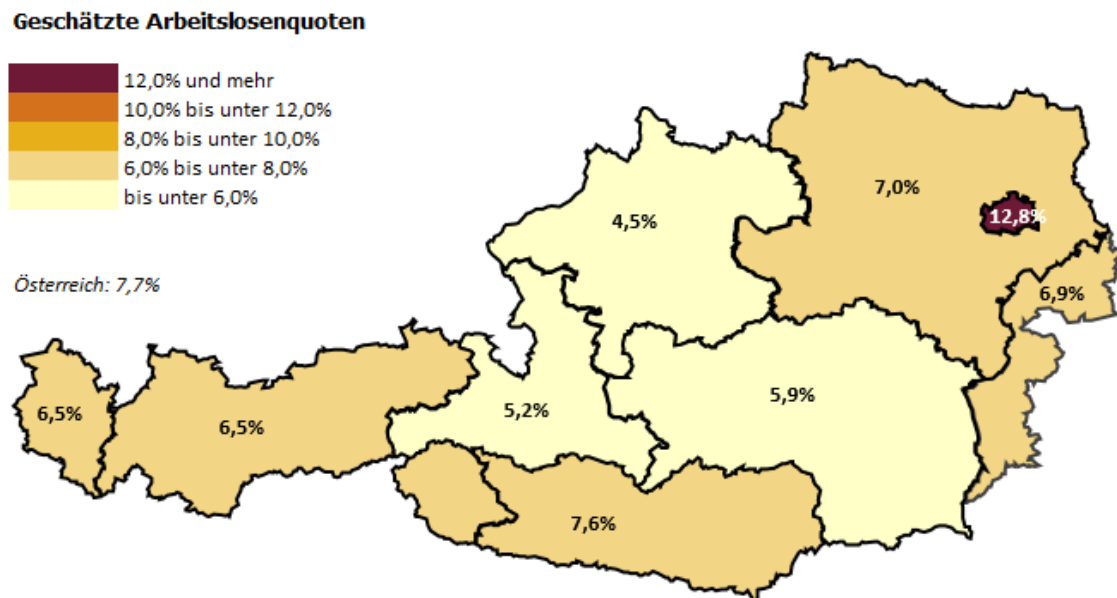 Geschätzte Arbeitslosenquoten
12,0% und mehr
10,0% bis unter 12,0%
8,0% bis unter 10,0%
6,0% bis unter 8,0%
bis unter 6,0%
Österreich: 7,7%
7,0%
12,8%
4,5%
6,9%
5,9%
5,2%
6,5%
6,5%
7,6%